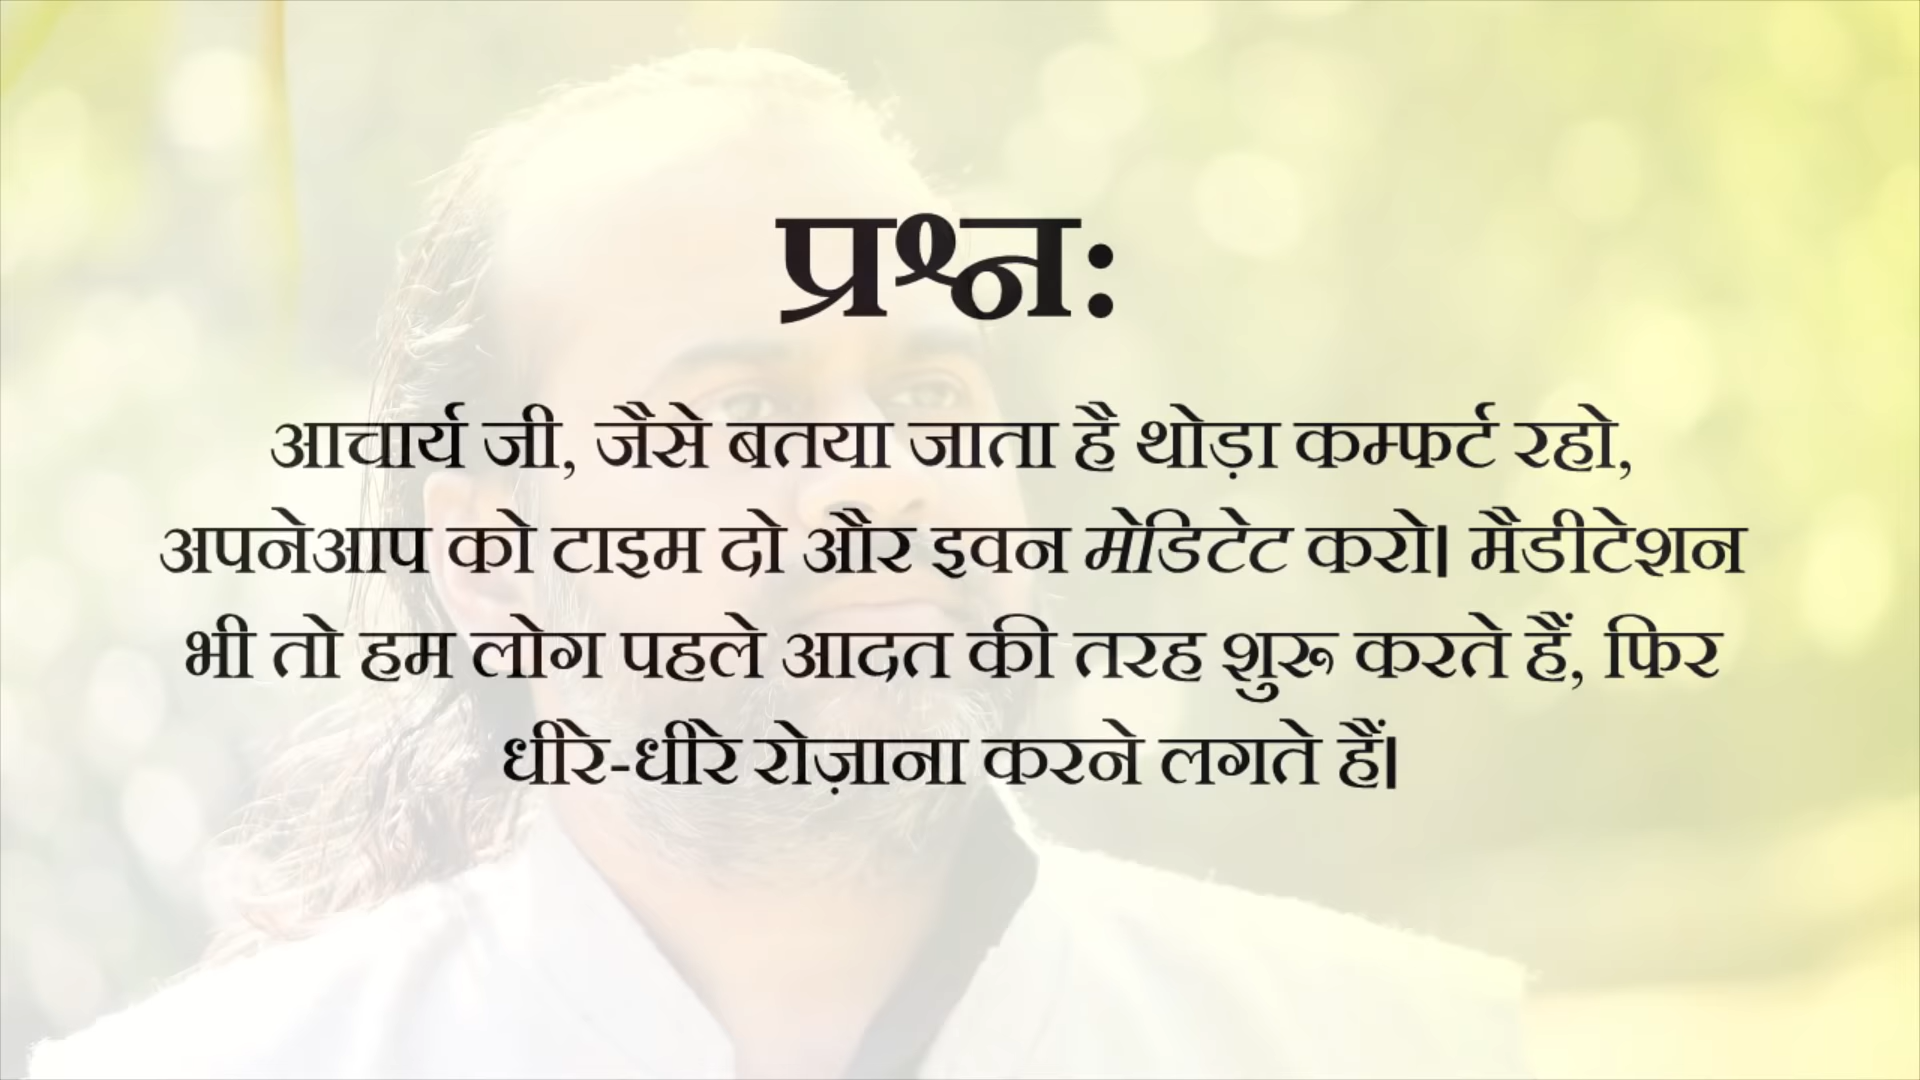 प्रश्न:
आचार्य जी, जैसे बतया जाता है थोड़ा कम्फर्ट रहो,
अपनेआप को टाइम दो और इवन मेडिटेट करो। मैडीटेशन
भी तो हम लोग पहले आदत की तरह शुरू करते हैं, फिर
धीरे-धीरे रोज़ाना करने लगते हैं।